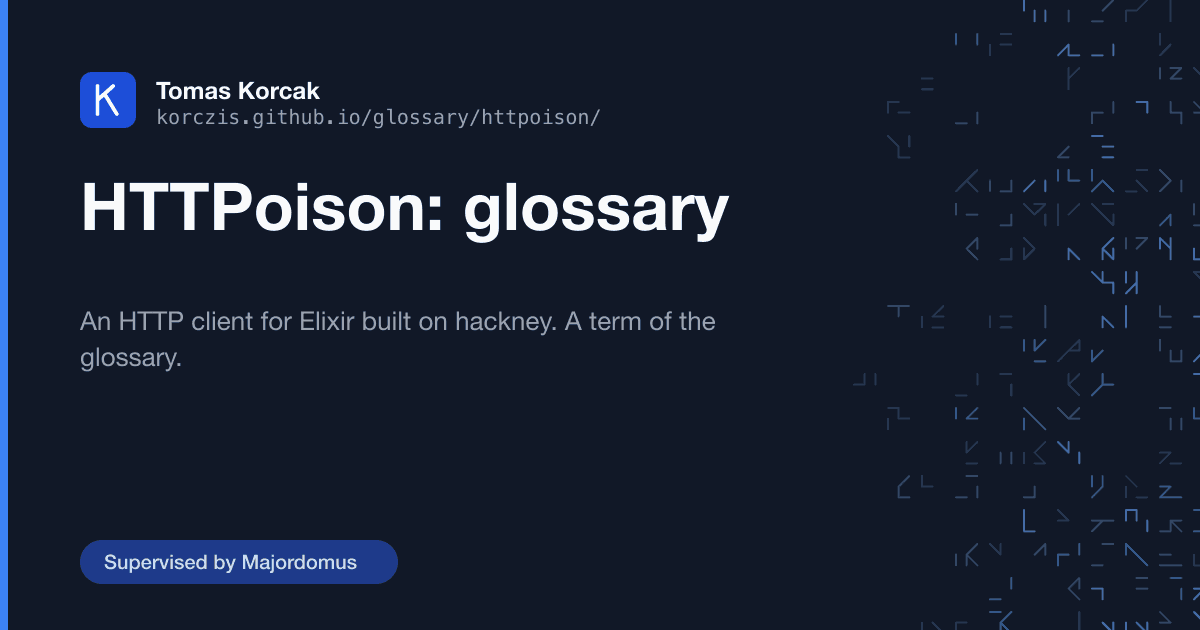 K
Tomas Korcak
korczis.github.io/glossary/httpoison/
HTTPoison: glossary
An HTTP client for Elixir built on hackney. A term of the
glossary.
Supervised by Majordomus